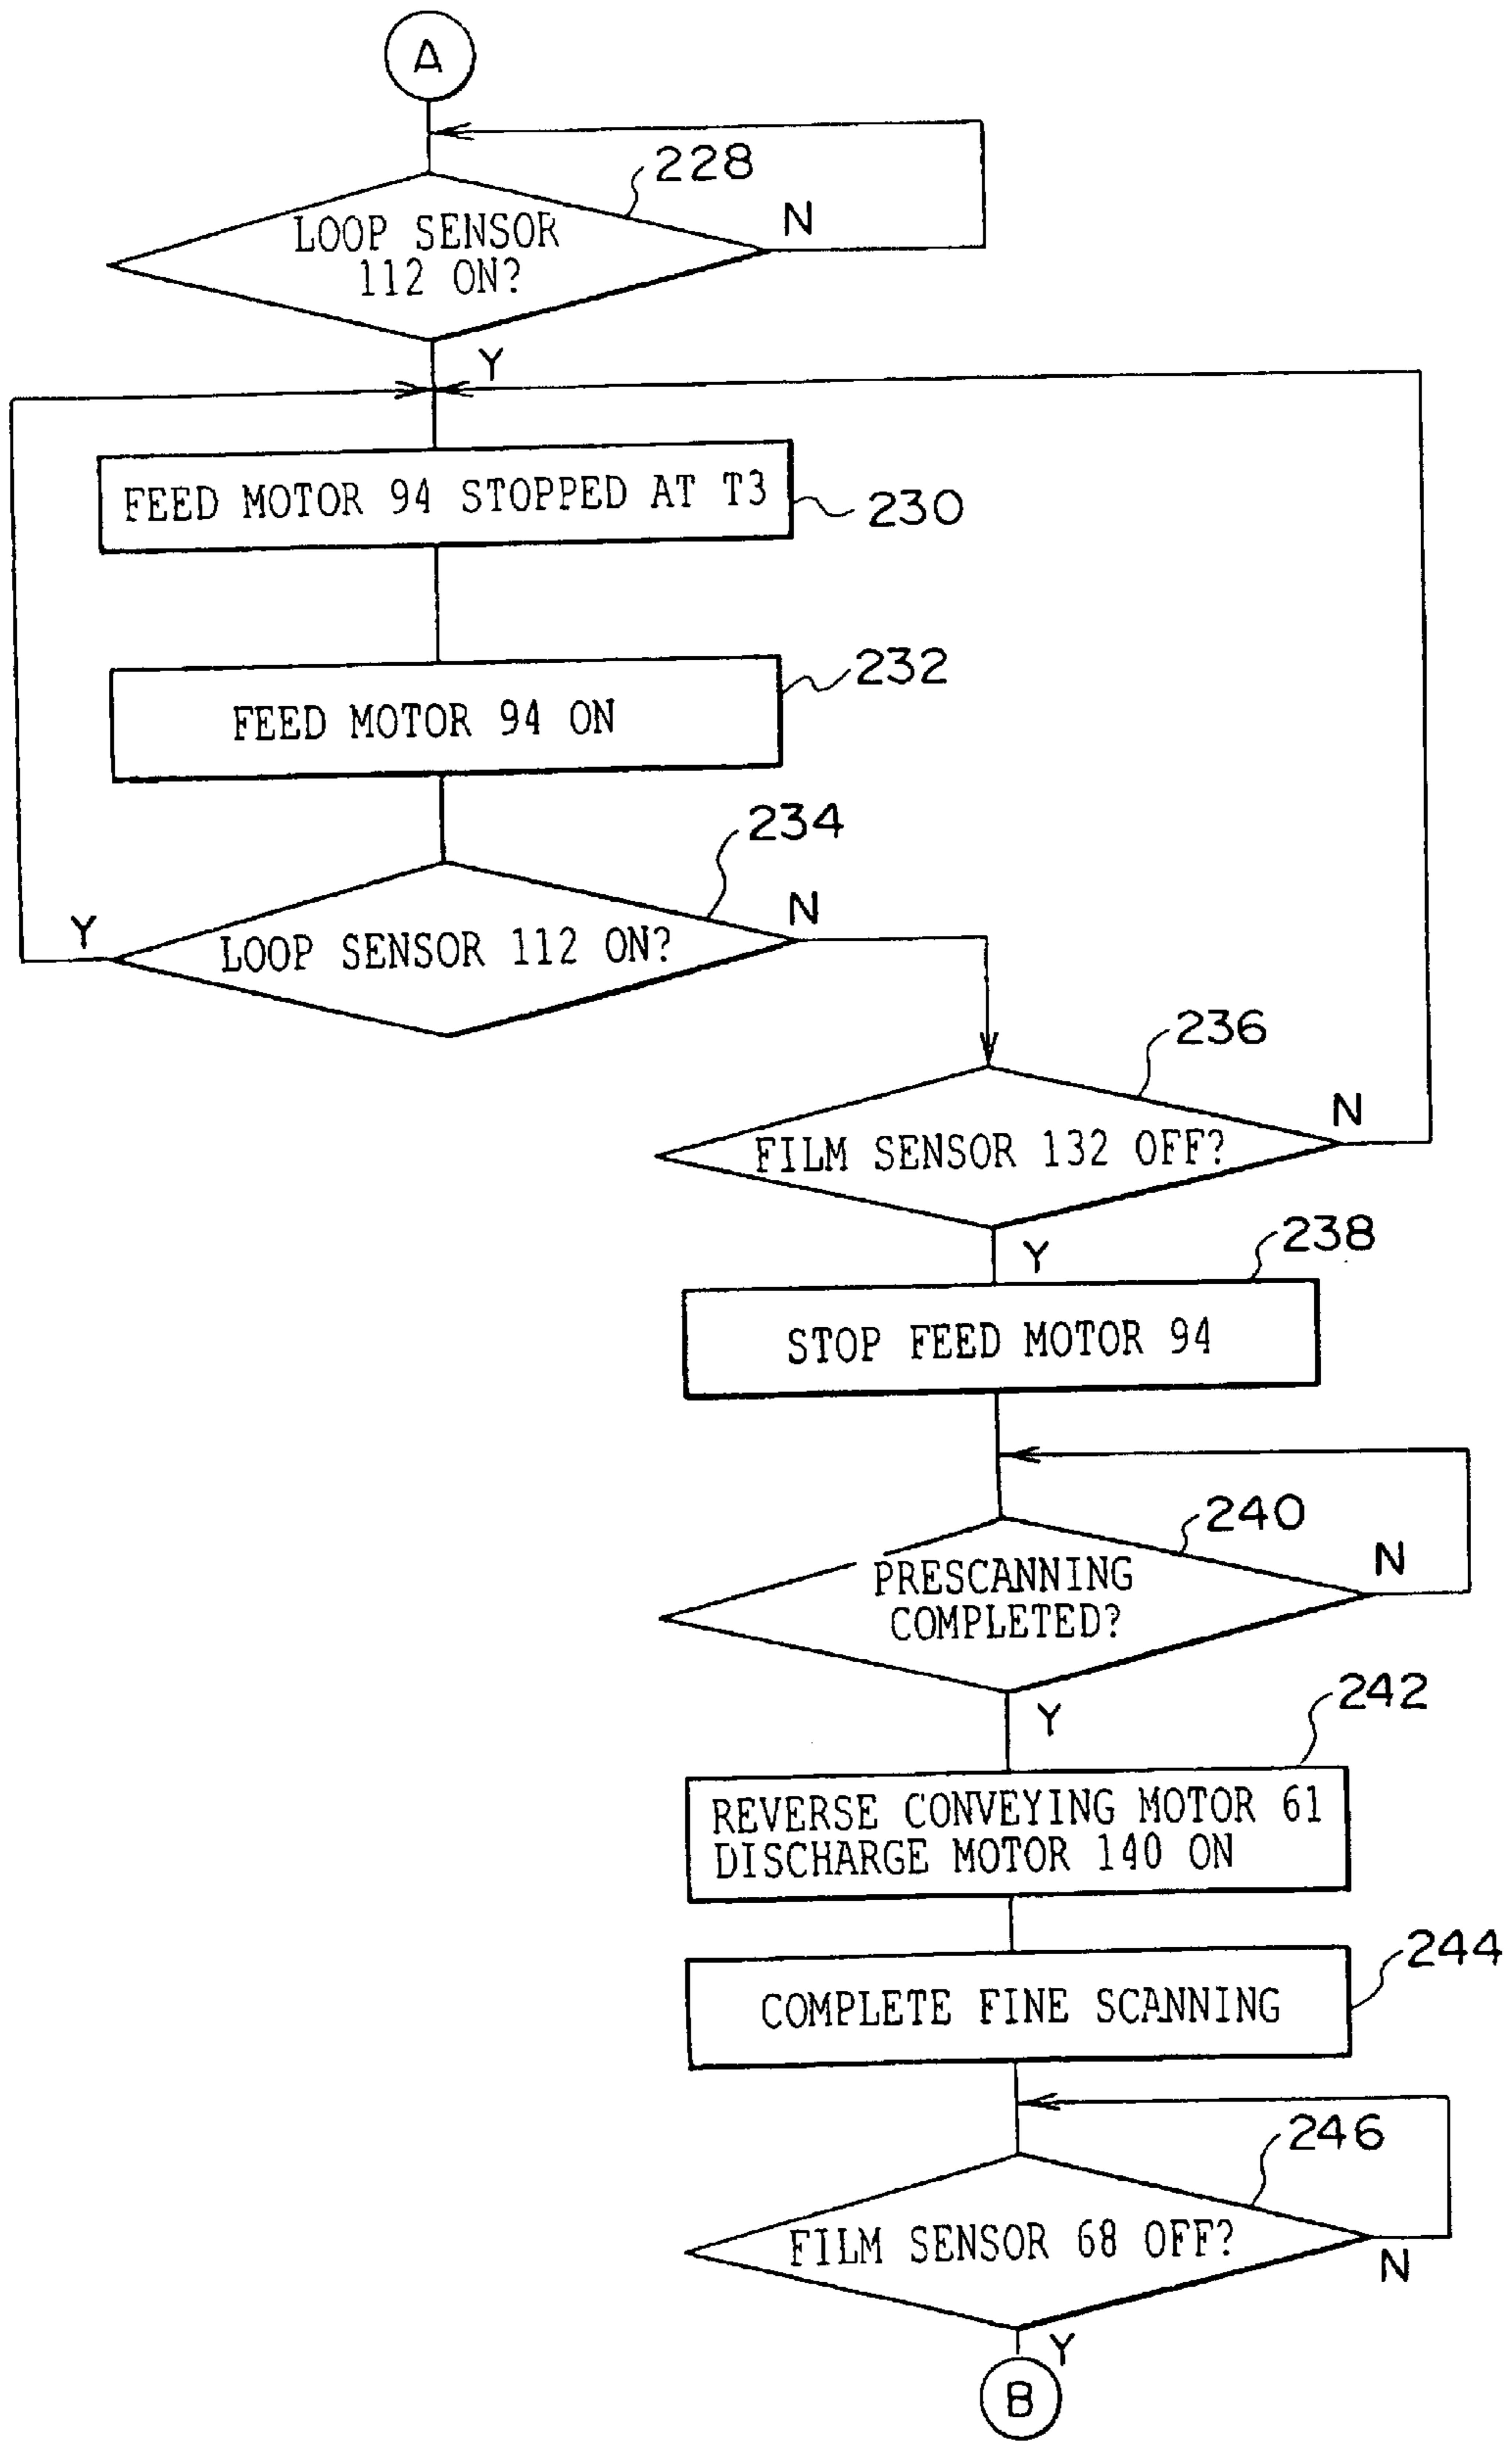 A
228
LOOP SENSOR
112 ON?
N
Y
FEED MOTOR 94 STOPPED AT T3
230
232
FEED MOTOR 94 ON
234
Y
LOOP SENSOR 112 ON?
N
236
FILM SENSOR 132 OFF?
N
Y
238
STOP FEED MOTOR 94
240
PRESCANNING
COMPLETED?
N
Y
242
REVERSE CONVEYING MOTOR 61
DISCHARGE MOTOR 140 ON
244
COMPLETE FINE SCANNING
246
FILM SENSOR 68 OFF?
N
Y
B